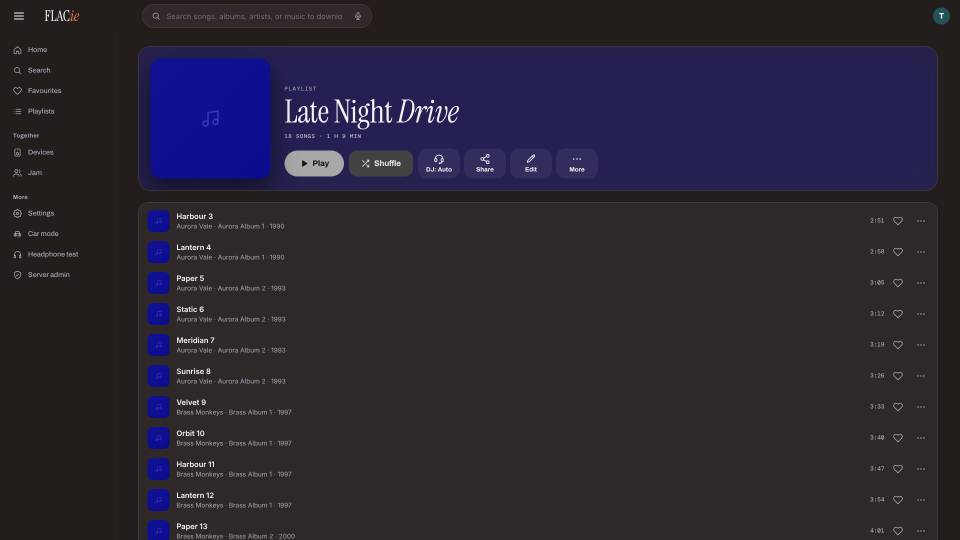 FLACie
Search songs, albums, artists, or music to downlo
T
Home
Search
Favourites
Playlists
Together
Devices
Jam
More
Settings
Car mode
Headphone test
Server admin
PLAYLIST
Late Night Drive
18 SONGS · 1 H 9 MIN
Play
Shuffle
DJ: Auto
Share
Edit
More
Harbour 3
Aurora Vale · Aurora Album 1 · 1990
2:51
Lantern 4
Aurora Vale · Aurora Album 1 · 1990
2:58
Paper 5
Aurora Vale · Aurora Album 2 · 1993
3:05
Static 6
Aurora Vale · Aurora Album 2 · 1993
3:12
Meridian 7
Aurora Vale · Aurora Album 2 · 1993
3:19
Sunrise 8
Aurora Vale · Aurora Album 2 · 1993
3:26
Velvet 9
Brass Monkeys · Brass Album 1 · 1997
3:33
Orbit 10
Brass Monkeys · Brass Album 1 · 1997
3:40
Harbour 11
Brass Monkeys · Brass Album 1 · 1997
3:47
Lantern 12
Brass Monkeys · Brass Album 1 · 1997
3:54
Paper 13
Brass Monkeys · Brass Album 2 · 2000
4:01